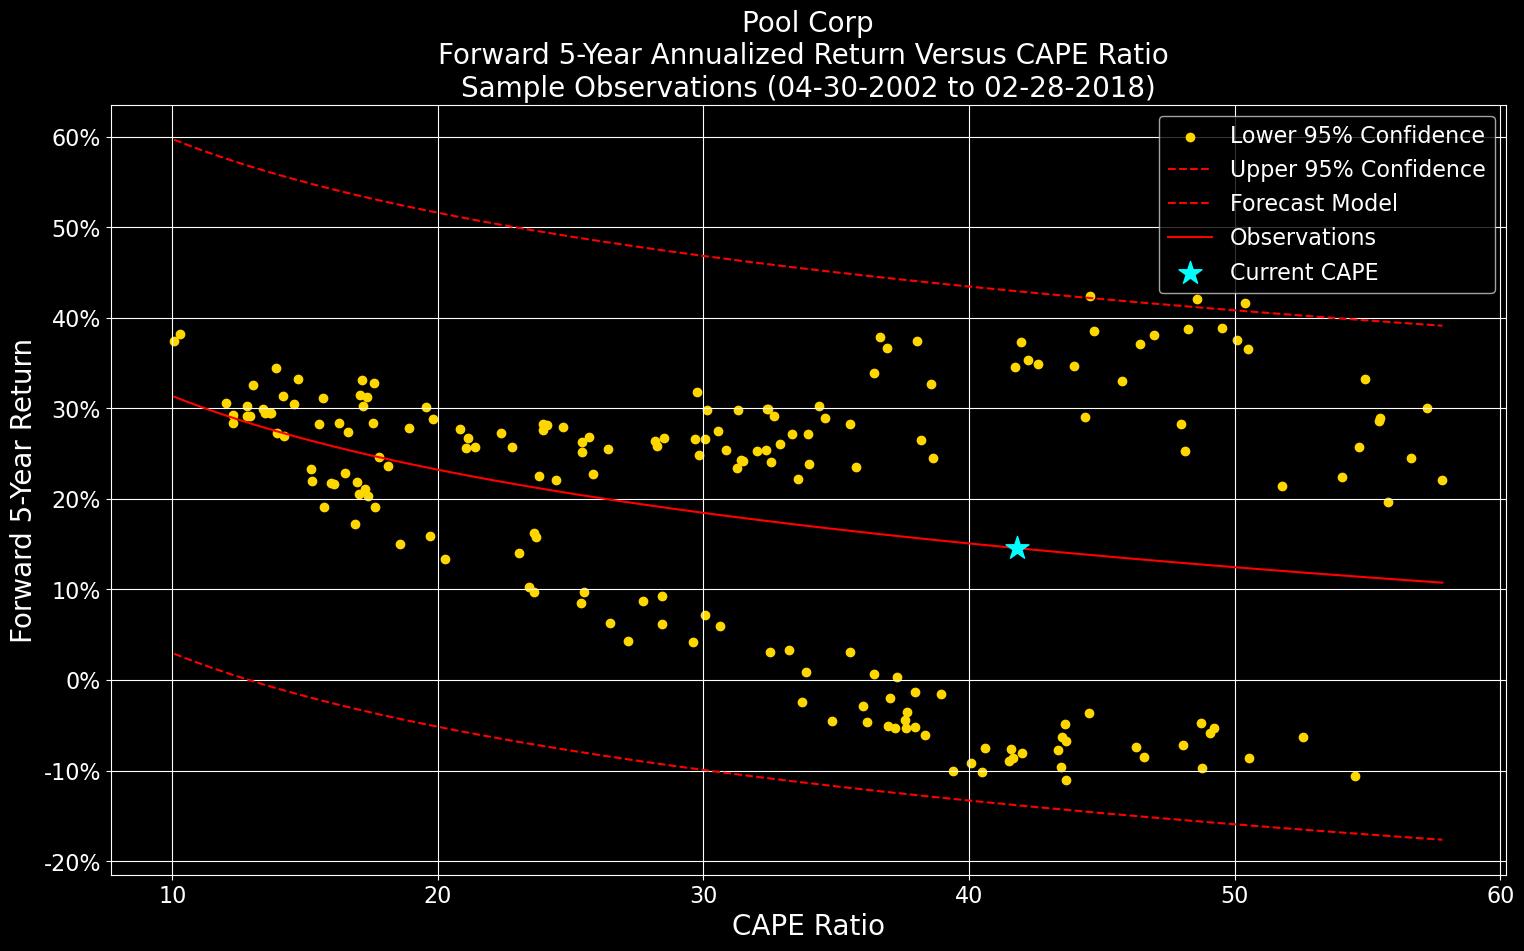 Pool Corp
Forward 5-Year Annualized Return Versus CAPE Ratio
Sample Observations (04-30-2002 to 02-28-2018)
Lower 95% Confidence
Upper 95% Confidence
Forecast Model
Observations
Current CAPE
Forward 5-Year Return
60%
50%
40%
30%
20%
10%
0%
-10%
-20%
10 20 30 40 50 60
CAPE Ratio